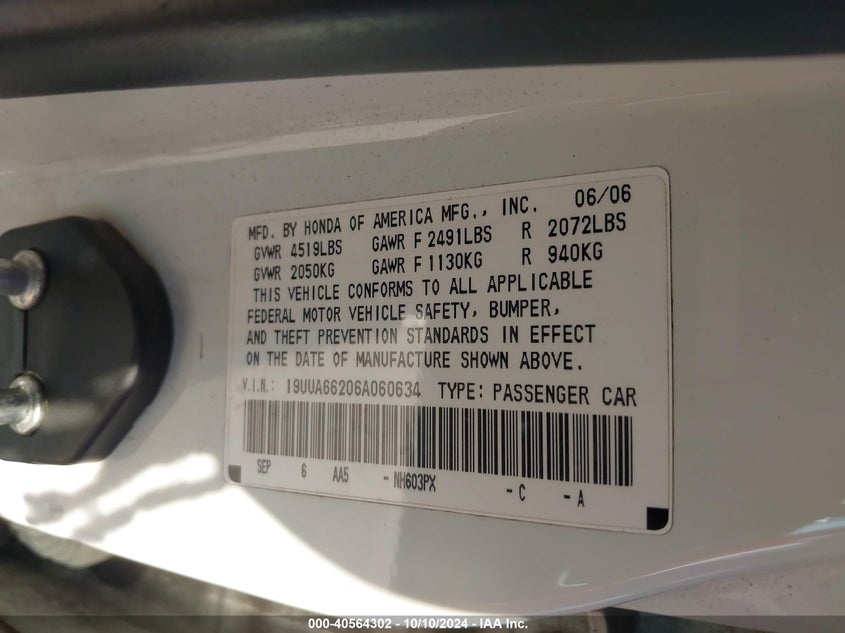 MFD. BY HONDA OF AMERICA MFG., INC. 06/06
GVWR 4519LBS GAWR F 2491LBS R 2072LBS
GVWR 2050KG GAWR F 1130KG R 940KG
THIS VEHICLE CONFORMS TO ALL APPLICABLE
FEDERAL MOTOR VEHICLE SAFETY, BUMPER,
AND THEFT PREVENTION STANDARDS IN EFFECT
ON THE DATE OF MANUFACTURE SHOWN ABOVE.
V.I.N.: 19UUA66206A060634 TYPE: PASSENGER CAR
SEP 6 AA5 - NH603PX - C - A
000-40564302 - 10/10/2024 - IAA Inc.